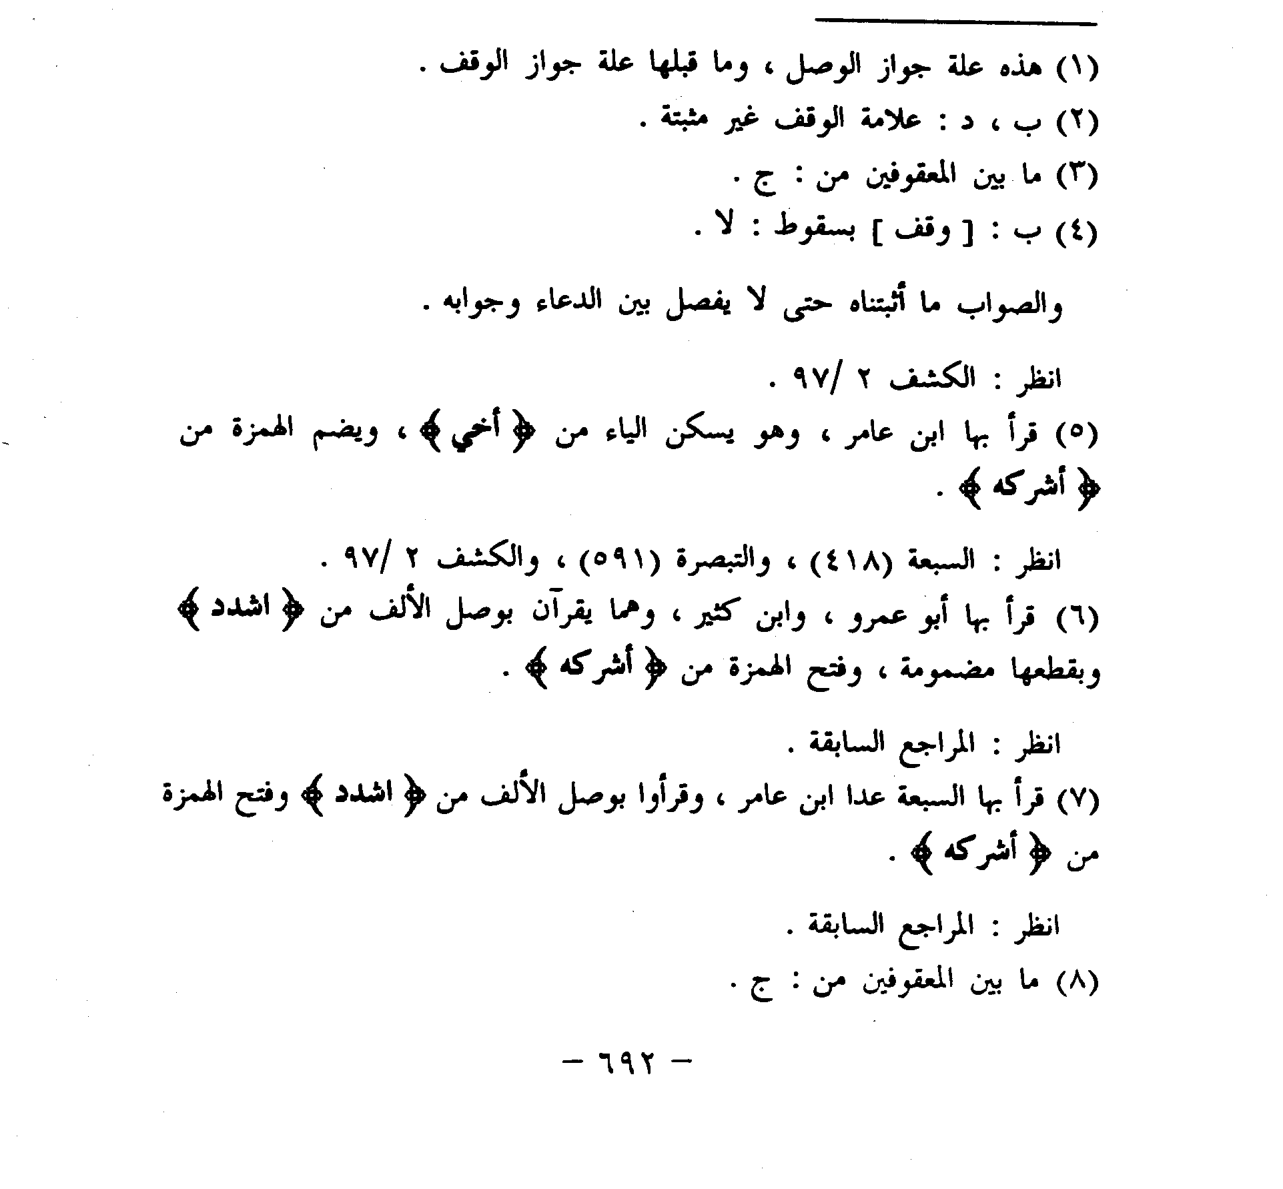 (١) هذه علة جواز الوصل ، وما قبلها علة جواز الوقف .
(٢) ب ، د : علامة الوقف غير مثبتة .
(٣) ما بين المعقوفين من : ج .
(٤) ب : [ وقف ] بسقوط : لا .
والصواب ما أثبتناه حتى لا يفصل بين الدعاء وجوابه .
انظر : الكشف ٢ /٩٧ .
(٥) قرأ بها ابن عامر ، وهو يسكن الياء من ﴿ أخي ﴾ ، ويضم الهمزة من
﴿ أشركه ﴾ .
انظر : السبعة (٤١٨) ، والتبصرة (٥٩١) ، والكشف ٢ /٩٧ .
(٦) قرأ بها أبو عمرو ، وابن كثير ، وهما يقرآن بوصل الألف من ﴿ اشدد ﴾
وبقطعها مضمومة ، وفتح الهمزة من ﴿ أشركه ﴾ .
انظر : المراجع السابقة .
(٧) قرأ بها السبعة عدا ابن عامر ، وقرأوا بوصل الألف من ﴿ اشدد ﴾ وفتح الهمزة
من ﴿ أشركه ﴾ .
انظر : المراجع السابقة .
(٨) ما بين المعقوفين من : ج .
– ٦٩٢ –